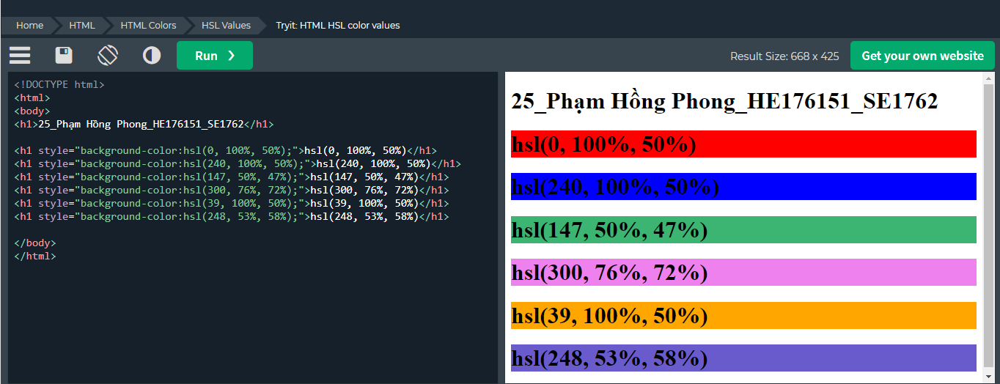 Home HTML HTML Colors HSL Values Tryit: HTML HSL color values
Run ❯ Result Size: 668 x 425 Get your own website
<!DOCTYPE html>
<html>
<body>
<h1>25_Phạm Hồng Phong_HE176151_SE1762</h1>
<h1 style="background-color:hsl(0, 100%, 50%);">hsl(0, 100%, 50%)</h1>
<h1 style="background-color:hsl(240, 100%, 50%);">hsl(240, 100%, 50%)</h1>
<h1 style="background-color:hsl(147, 50%, 47%);">hsl(147, 50%, 47%)</h1>
<h1 style="background-color:hsl(300, 76%, 72%);">hsl(300, 76%, 72%)</h1>
<h1 style="background-color:hsl(39, 100%, 50%);">hsl(39, 100%, 50%)</h1>
<h1 style="background-color:hsl(248, 53%, 58%);">hsl(248, 53%, 58%)</h1>
</body>
</html>
25_Phạm Hồng Phong_HE176151_SE1762
hsl(0, 100%, 50%)
hsl(240, 100%, 50%)
hsl(147, 50%, 47%)
hsl(300, 76%, 72%)
hsl(39, 100%, 50%)
hsl(248, 53%, 58%)